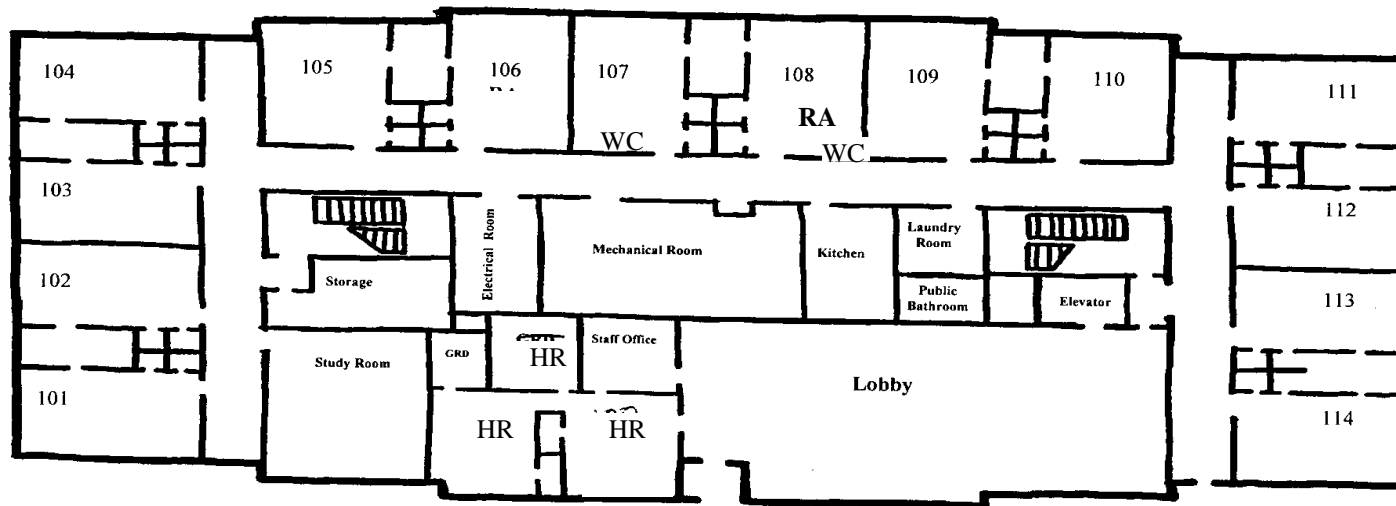 104
105
106
107
108
109
110
111
RA
WC
WC
103
112
Laundry
Room
Electrical Room
Mechanical Room
Kitchen
102
Storage
Public
Bathroom
Elevator
113
Study Room
GRD
HR
Staff Office
Lobby
101
HR
HR
114